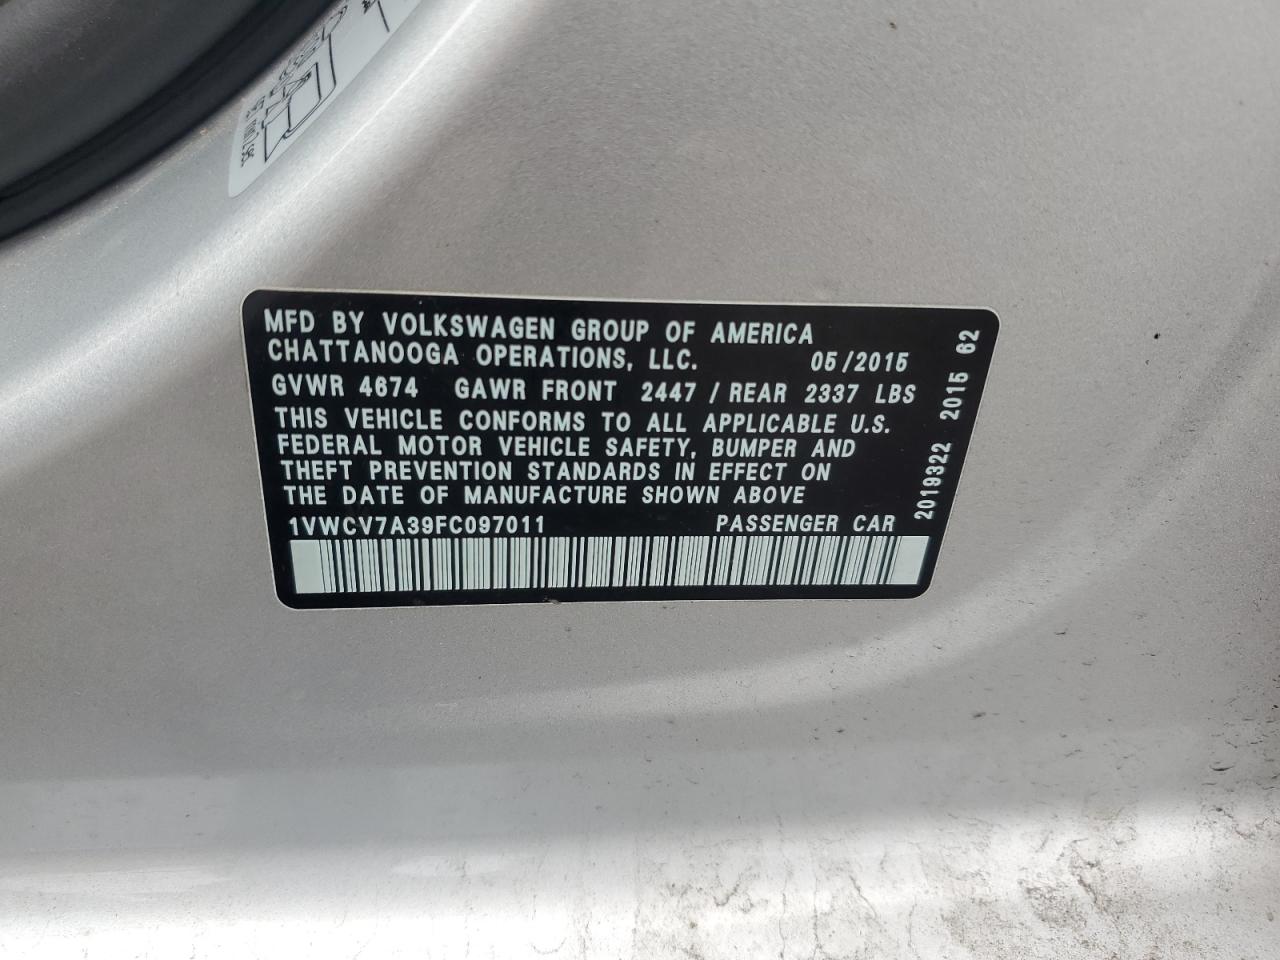 MFD BY VOLKSWAGEN GROUP OF AMERICA
CHATTANOOGA OPERATIONS, LLC. 05/2015
GVWR 4674 GAWR FRONT 2447 / REAR 2337 LBS
THIS VEHICLE CONFORMS TO ALL APPLICABLE U.S.
FEDERAL MOTOR VEHICLE SAFETY, BUMPER AND
THEFT PREVENTION STANDARDS IN EFFECT ON
THE DATE OF MANUFACTURE SHOWN ABOVE
1VWCV7A39FC097011 PASSENGER CAR
2019322 2015 62